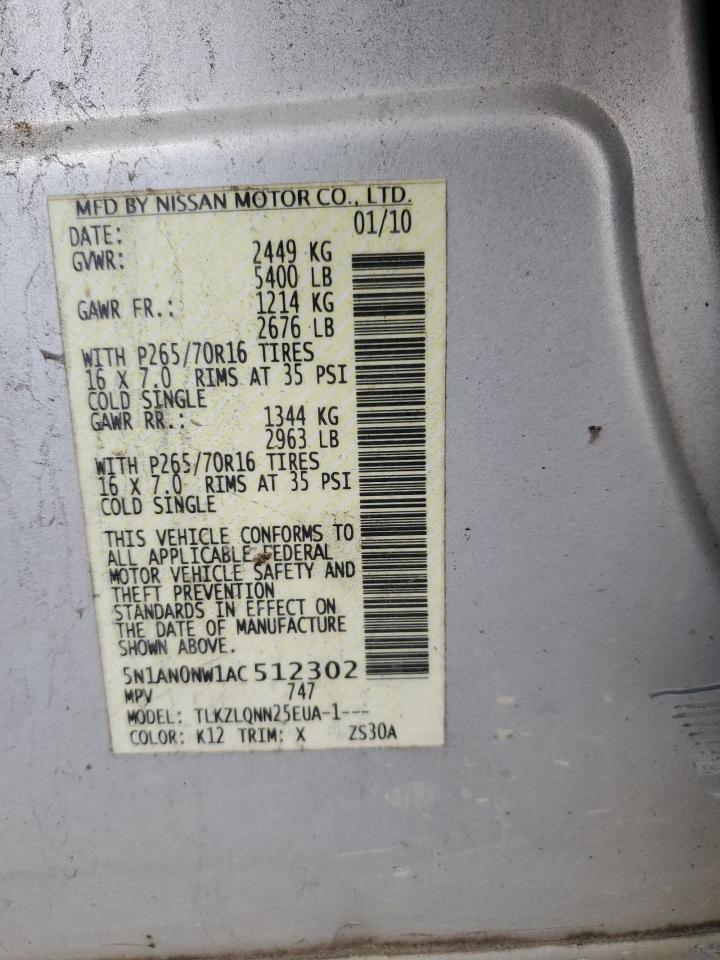 MFD BY NISSAN MOTOR CO., LTD.
DATE: 01/10
GVWR: 2449 KG
5400 LB
GAWR FR.: 1214 KG
2676 LB
WITH P265/70R16 TIRES
16 X 7.0 RIMS AT 35 PSI
COLD SINGLE
GAWR RR.: 1344 KG
2963 LB
WITH P265/70R16 TIRES
16 X 7.0 RIMS AT 35 PSI
COLD SINGLE
THIS VEHICLE CONFORMS TO
ALL APPLICABLE FEDERAL
MOTOR VEHICLE SAFETY AND
THEFT PREVENTION
STANDARDS IN EFFECT ON
THE DATE OF MANUFACTURE
SHOWN ABOVE.
5N1AN0NW1AC512302
MPV 747
MODEL: TLKZLQNN25EUA-1---
COLOR: K12 TRIM: X ZS30A